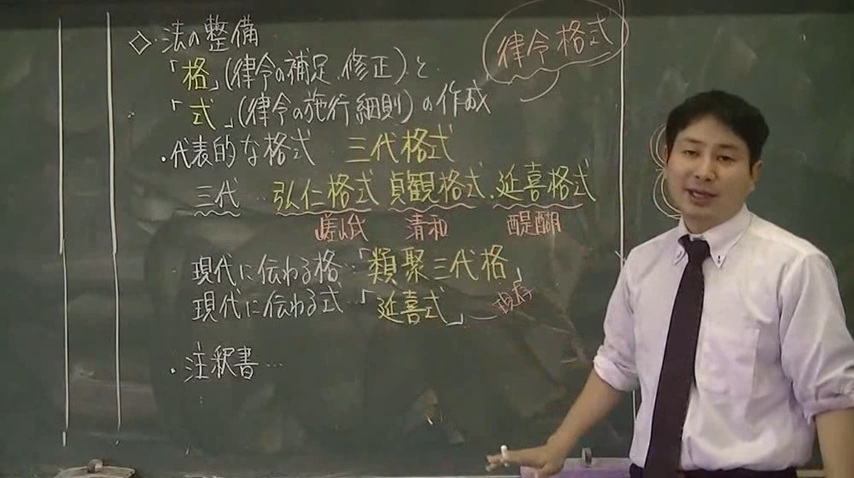 ◇・法の整備
律令格式
「格」(律令の補足、修正)と
「式」(律令の施行細則)の作成
・代表的な格式 三代格式
三代…弘仁格式 貞観格式・延喜格式
嵯峨 清和 醍醐
現代に伝わる格…「類聚三代格」
現代に伝わる式…「延喜式」
・注釈書…